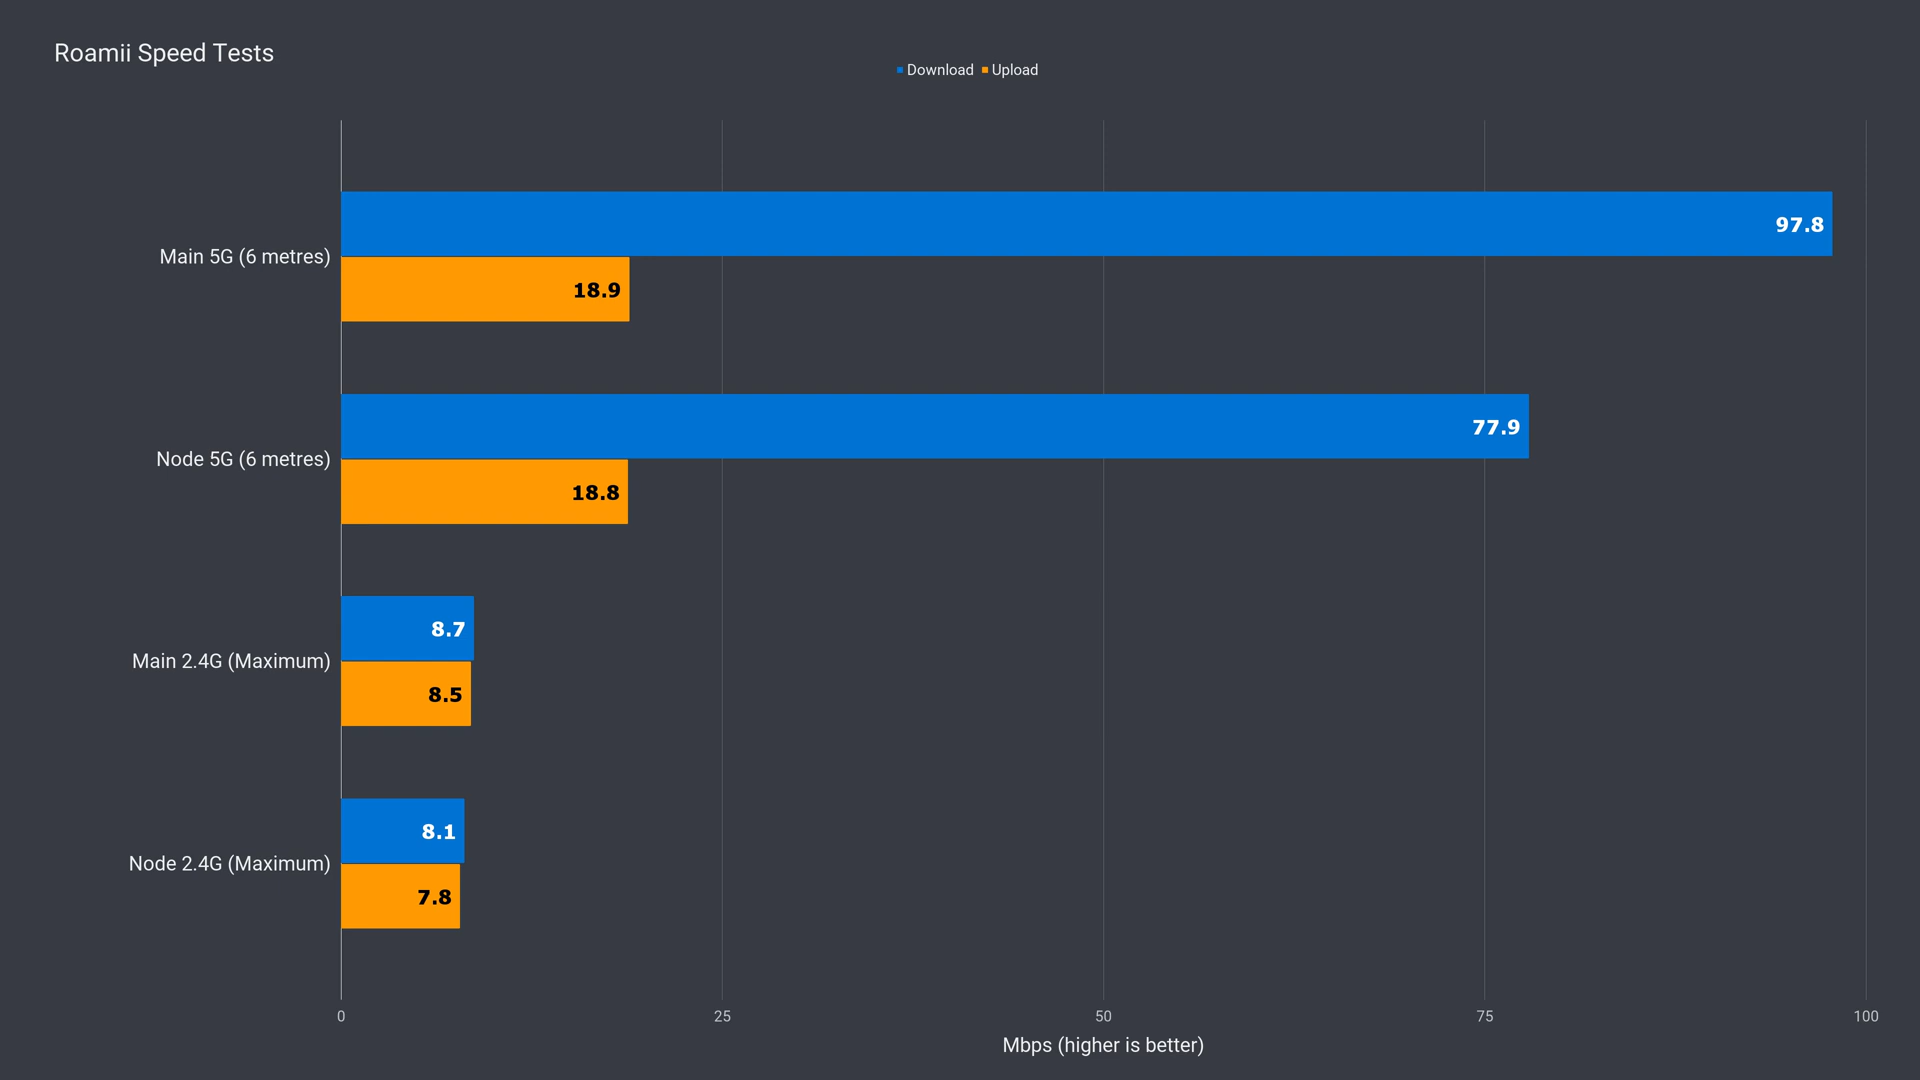 Roamii Speed Tests
Download Upload
Main 5G (6 metres)
97.8
18.9
Node 5G (6 metres)
77.9
18.8
Main 2.4G (Maximum)
8.7
8.5
Node 2.4G (Maximum)
8.1
7.8
0 25 50 75 100
Mbps (higher is better)